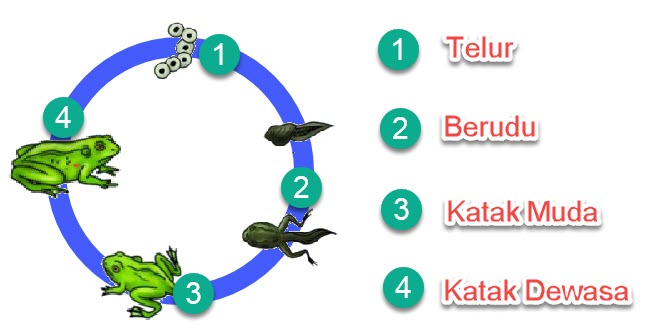 1
2
3
4
1 Telur
2 Berudu
3 Katak Muda
4 Katak Dewasa